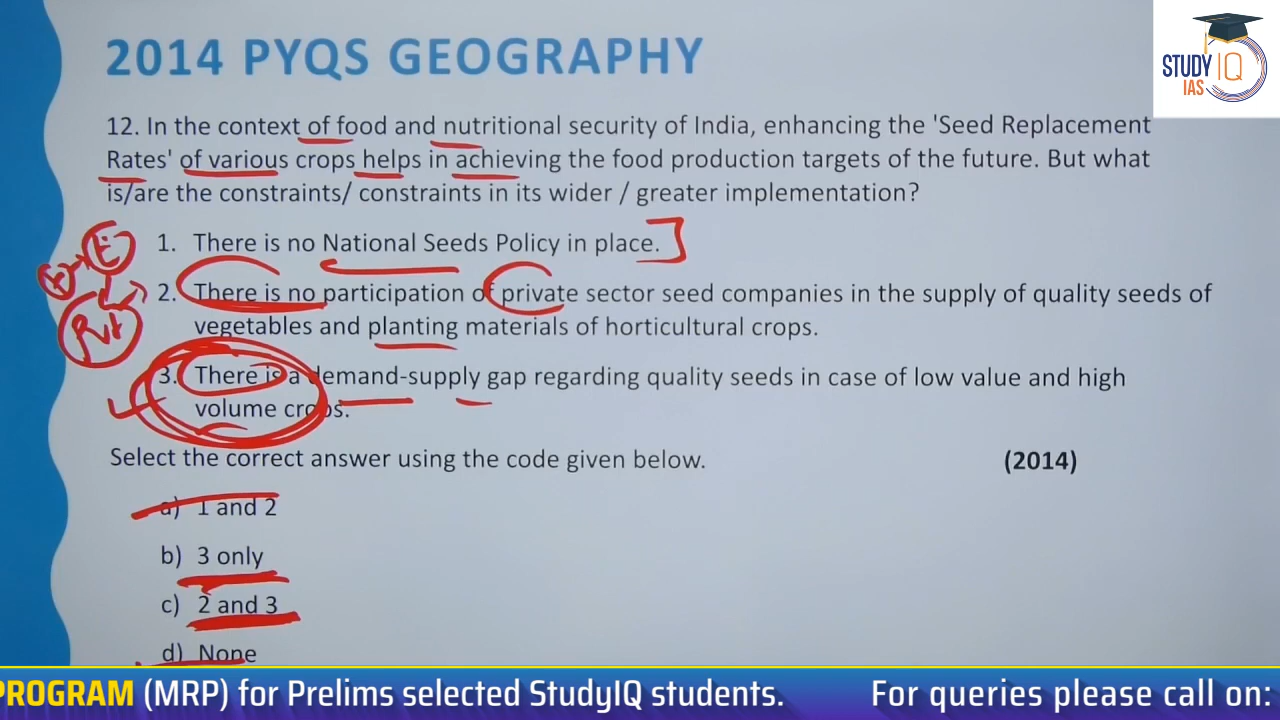 2014 PYQS GEOGRAPHY
STUDY IQ
IAS
12. In the context of food and nutritional security of India, enhancing the 'Seed Replacement
Rates' of various crops helps in achieving the food production targets of the future. But what
is/are the constraints/ constraints in its wider / greater implementation?
1. There is no National Seeds Policy in place.
2. There is no participation of private sector seed companies in the supply of quality seeds of
vegetables and planting materials of horticultural crops.
Pvt
3. There is a demand-supply gap regarding quality seeds in case of low value and high
volume crops.
Select the correct answer using the code given below. (2014)
a) 1 and 2
b) 3 only
c) 2 and 3
d) None
PROGRAM (MRP) for Prelims selected StudyIQ students. For queries please call on: